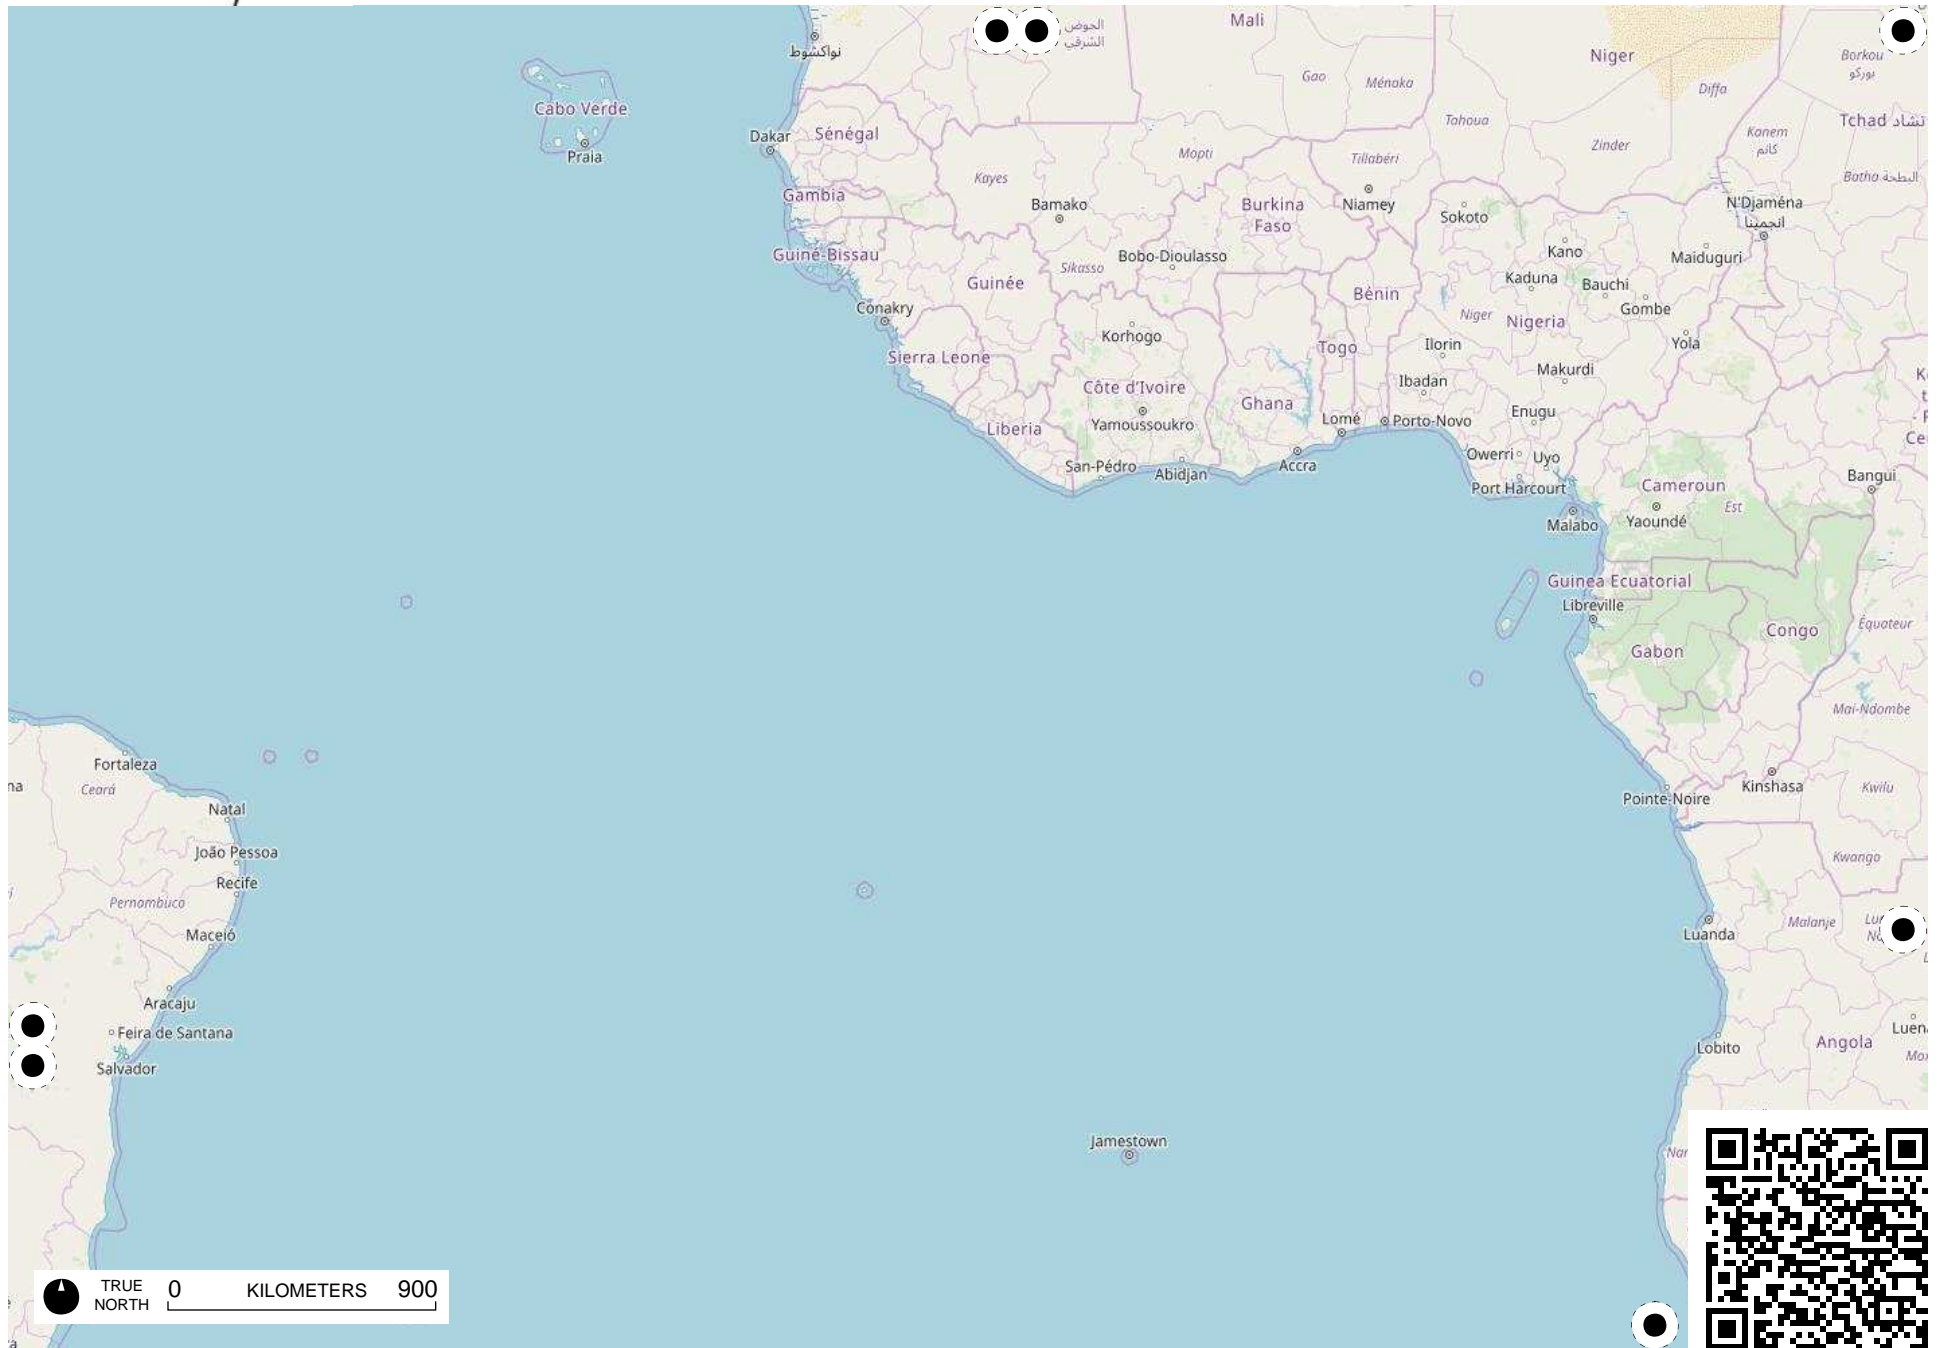 نواكشوط
الحوض
الشرقي
Mali
Niger
Borkou
بوركو
Gao
Ménaka
Diffa
Cabo Verde
Praia
Dakar
Sénégal
Tahoua
Kanem
كانم
Tchad تشاد
Kayes
Mopti
Tillabéri
Zinder
Batha البطحة
Gambia
Bamako
Burkina
Faso
Niamey
Sokoto
N'Djaména
انجمينا
Guiné-Bissau
Guinée
Sikasso
Bobo-Dioulasso
Bénin
Kano
Kaduna
Bauchi
Maiduguri
Conakry
Korhogo
Niger
Nigeria
Gombe
Sierra Leone
Togo
Ilorin
Yola
Côte d'Ivoire
Ghana
Ibadan
Makurdi
Liberia
Yamoussoukro
Lomé
Porto-Novo
Enugu
San-Pédro
Abidjan
Accra
Owerri
Uyo
Port Harcourt
Cameroun
Bangui
Malabo
Yaoundé
Est
Guinea Ecuatorial
Libreville
Gabon
Congo
Équateur
Mai-Ndombe
Fortaleza
Ceará
Natal
João Pessoa
Recife
Pernambuco
Maceió
Aracaju
Feira de Santana
Salvador
Pointe-Noire
Kinshasa
Kwilu
Kwango
Luanda
Malanje
Lobito
Angola
Luen
Jamestown
TRUE
NORTH
0 KILOMETERS 900